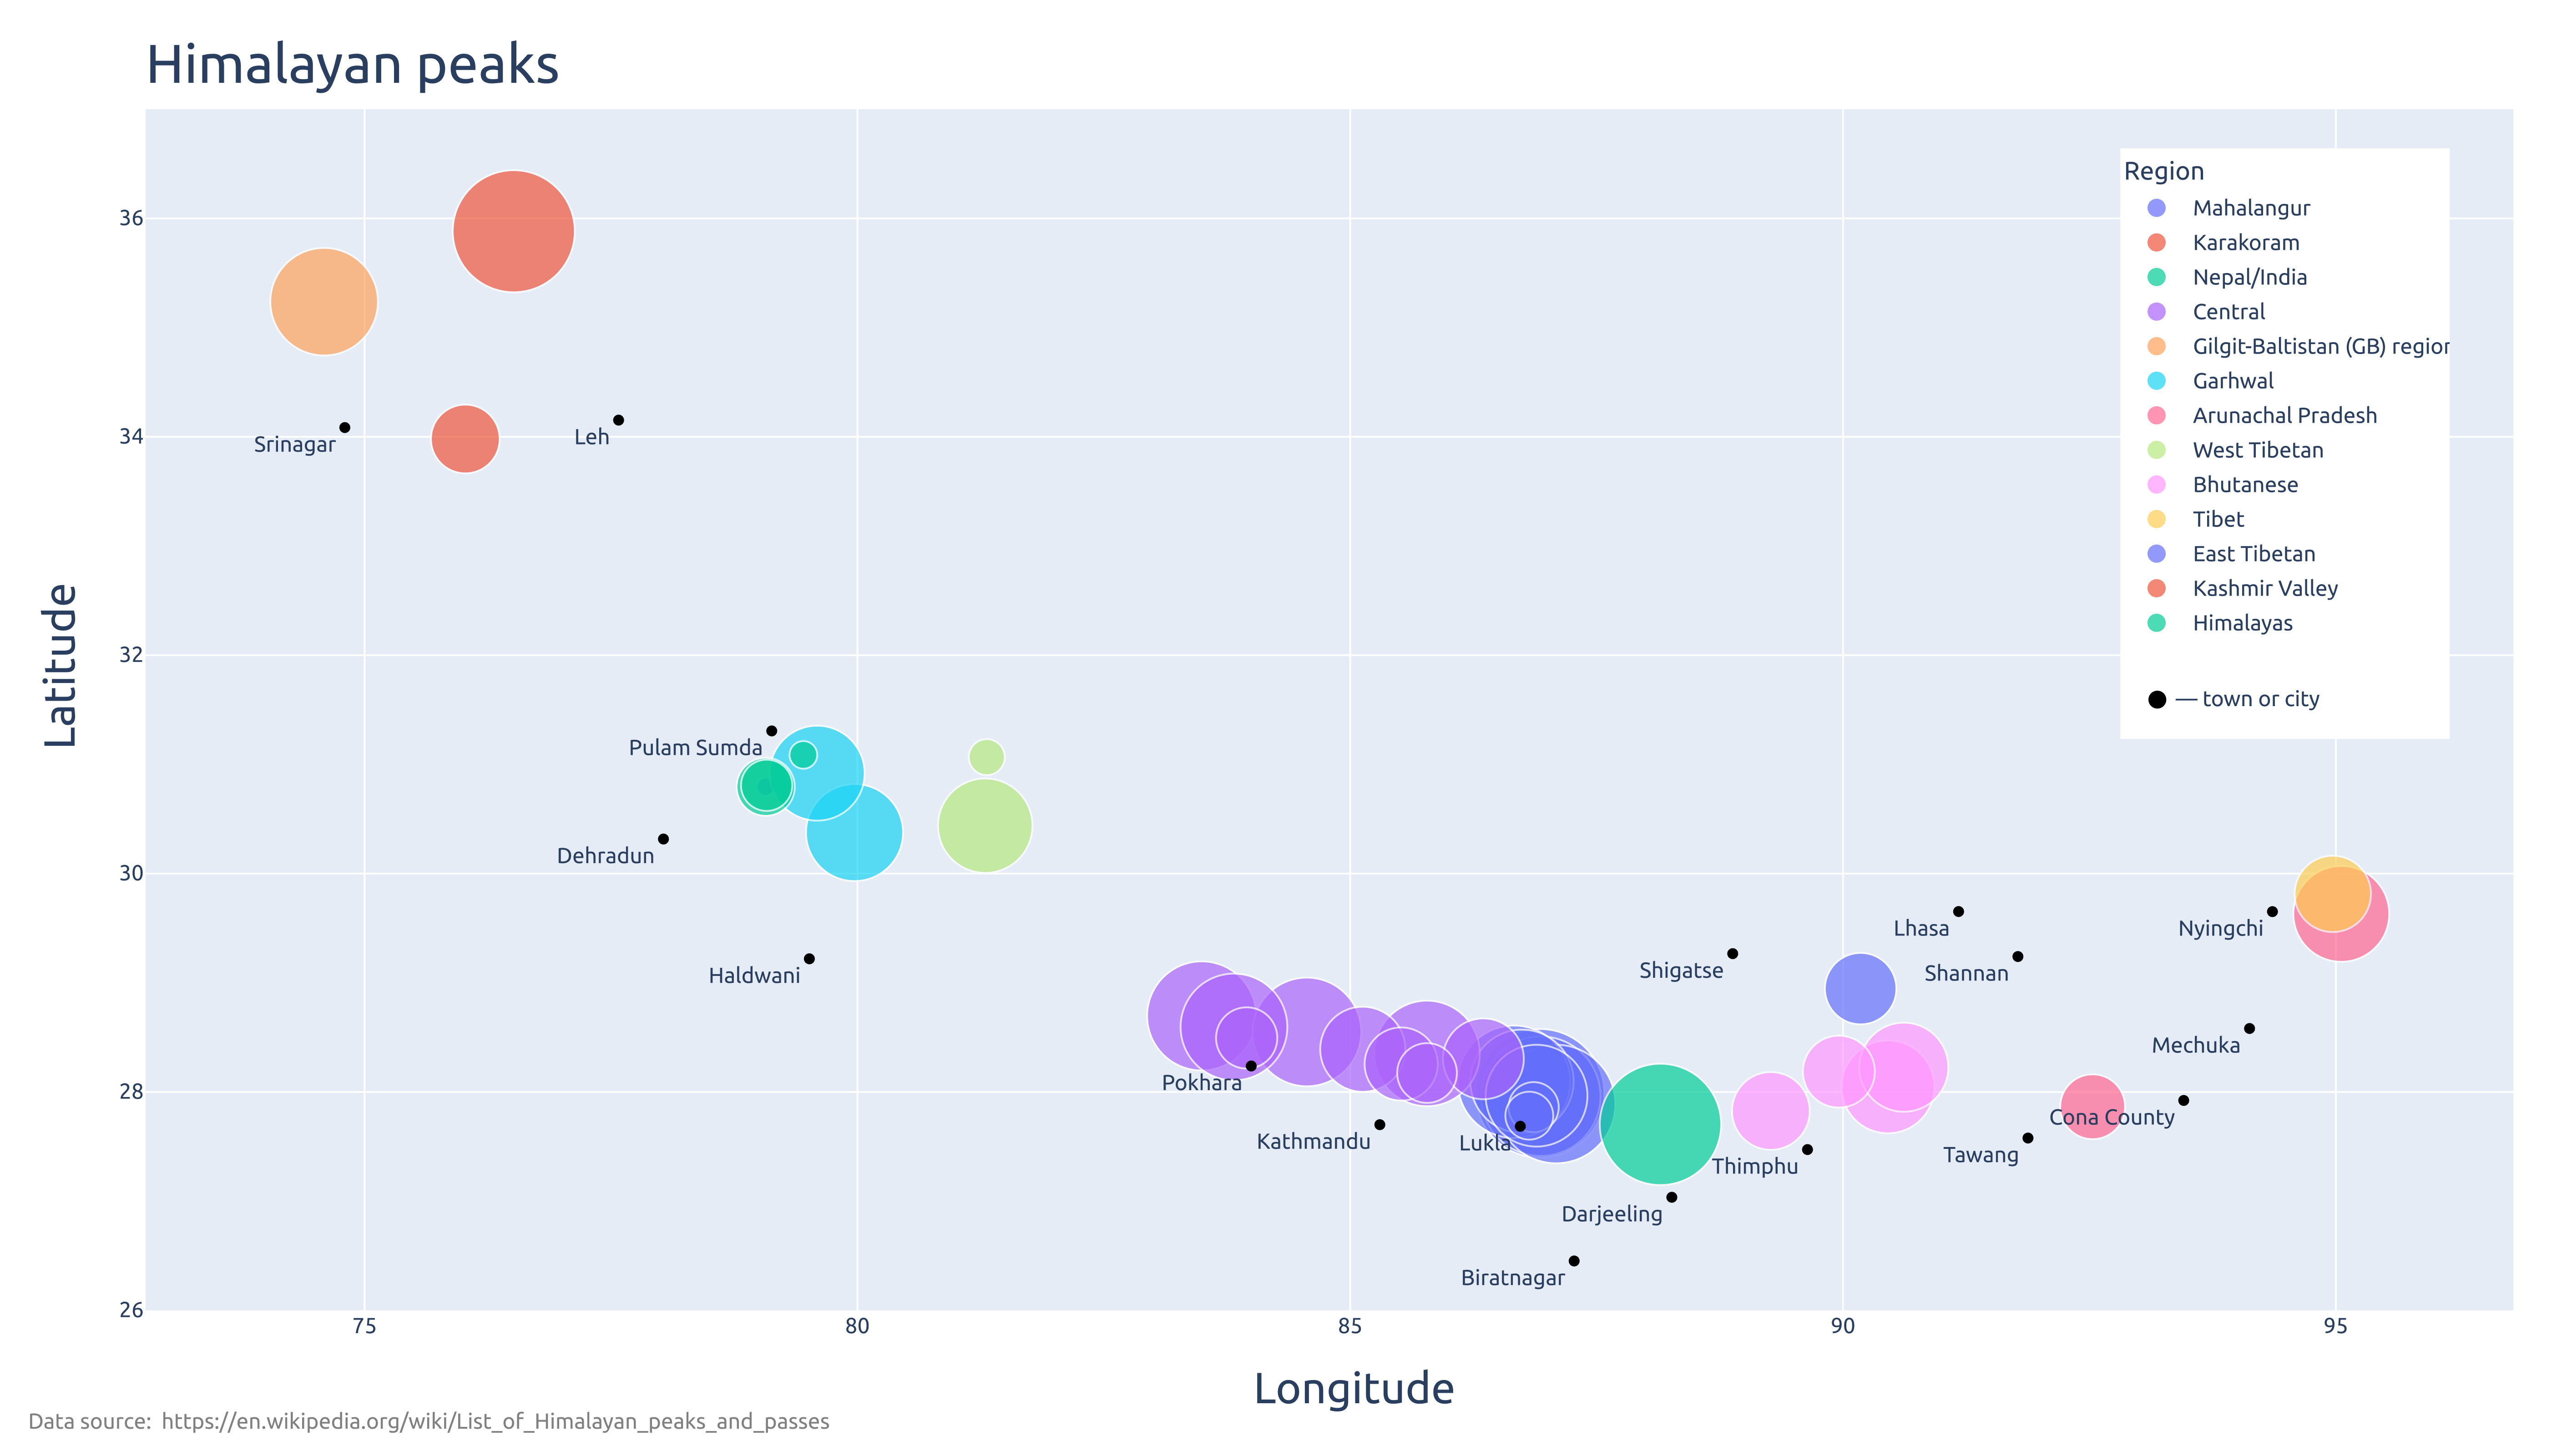 Himalayan peaks
Region
Mahalangur
Karakoram
Nepal/India
Central
Gilgit-Baltistan (GB) region
Garhwal
Arunachal Pradesh
West Tibetan
Bhutanese
Tibet
East Tibetan
Kashmir Valley
Himalayas
— town or city
36
34
32
30
28
26
Latitude
Srinagar
Leh
Pulam Sumda
Dehradun
Haldwani
Lhasa
Nyingchi
Shigatse
Shannan
Mechuka
Pokhara
Cona County
Kathmandu
Lukla
Tawang
Thimphu
Darjeeling
Biratnagar
75
80
85
90
95
Longitude
Data source: https://en.wikipedia.org/wiki/List_of_Himalayan_peaks_and_passes